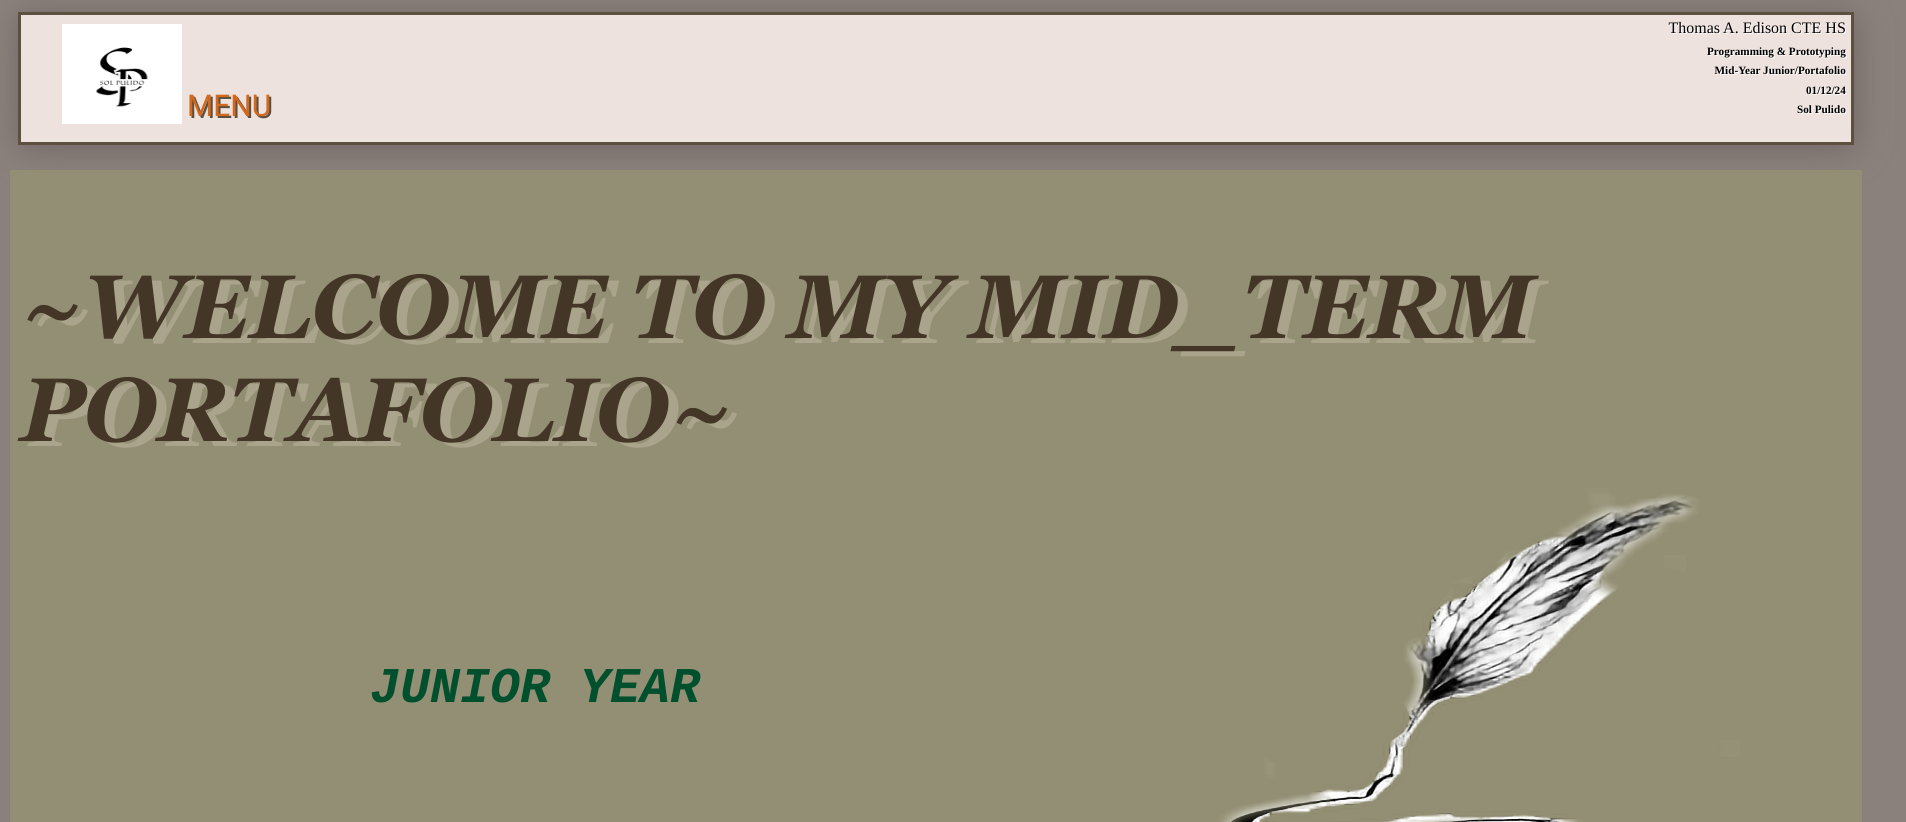 SP
SOL PULIDO
MENU
Thomas A. Edison CTE HS
Programming & Prototyping
Mid-Year Junior/Portafolio
01/12/24
Sol Pulido
~WELCOME TO MY MID_TERM
PORTAFOLIO~
JUNIOR YEAR